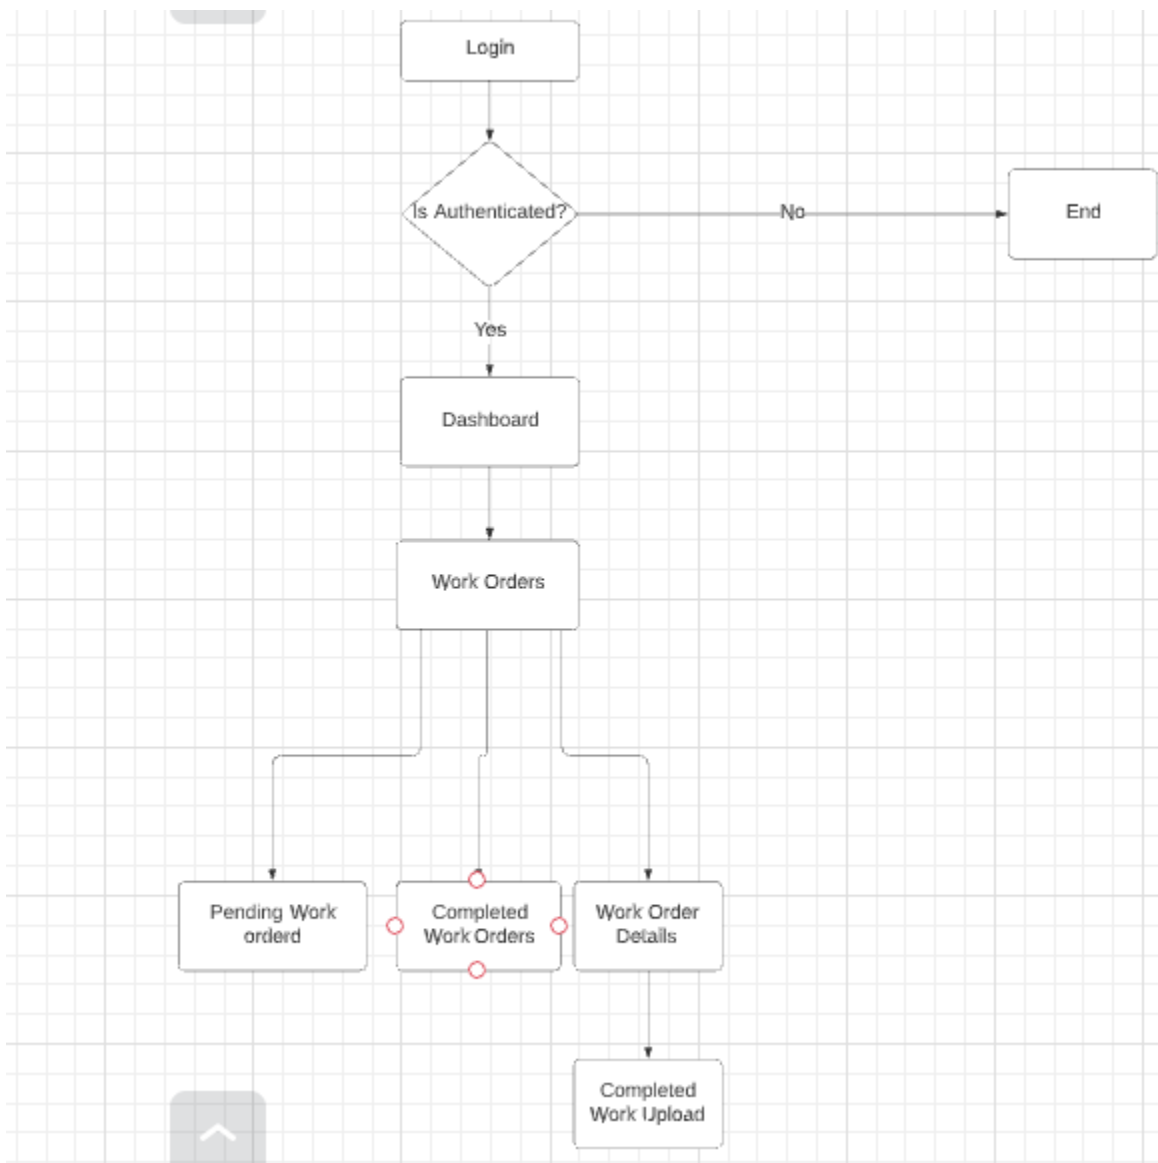 Login
Is Authenticated?
No
End
Yes
Dashboard
Work Orders
Pending Work
orderd
Completed
Work Orders
Work Order
Details
Completed
Work Upload